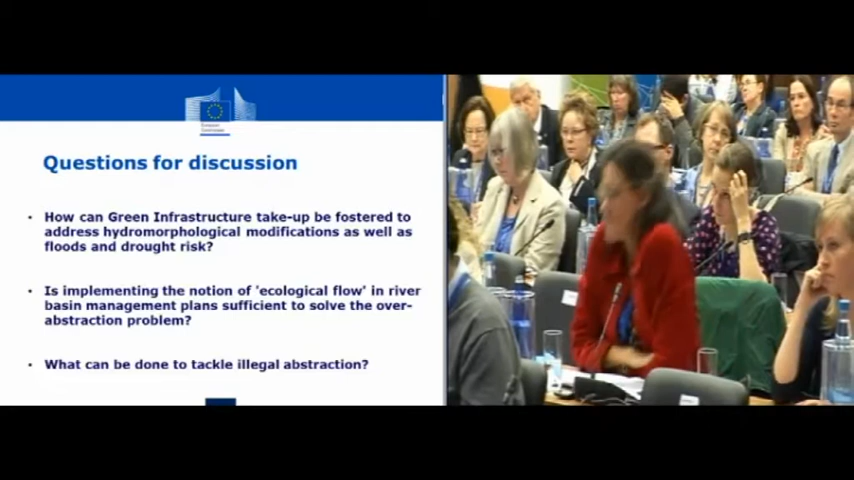 European
Commission
Questions for discussion
• How can Green Infrastructure take-up be fostered to
address hydromorphological modifications as well as
floods and drought risk?
• Is implementing the notion of 'ecological flow' in river
basin management plans sufficient to solve the over-
abstraction problem?
• What can be done to tackle illegal abstraction?